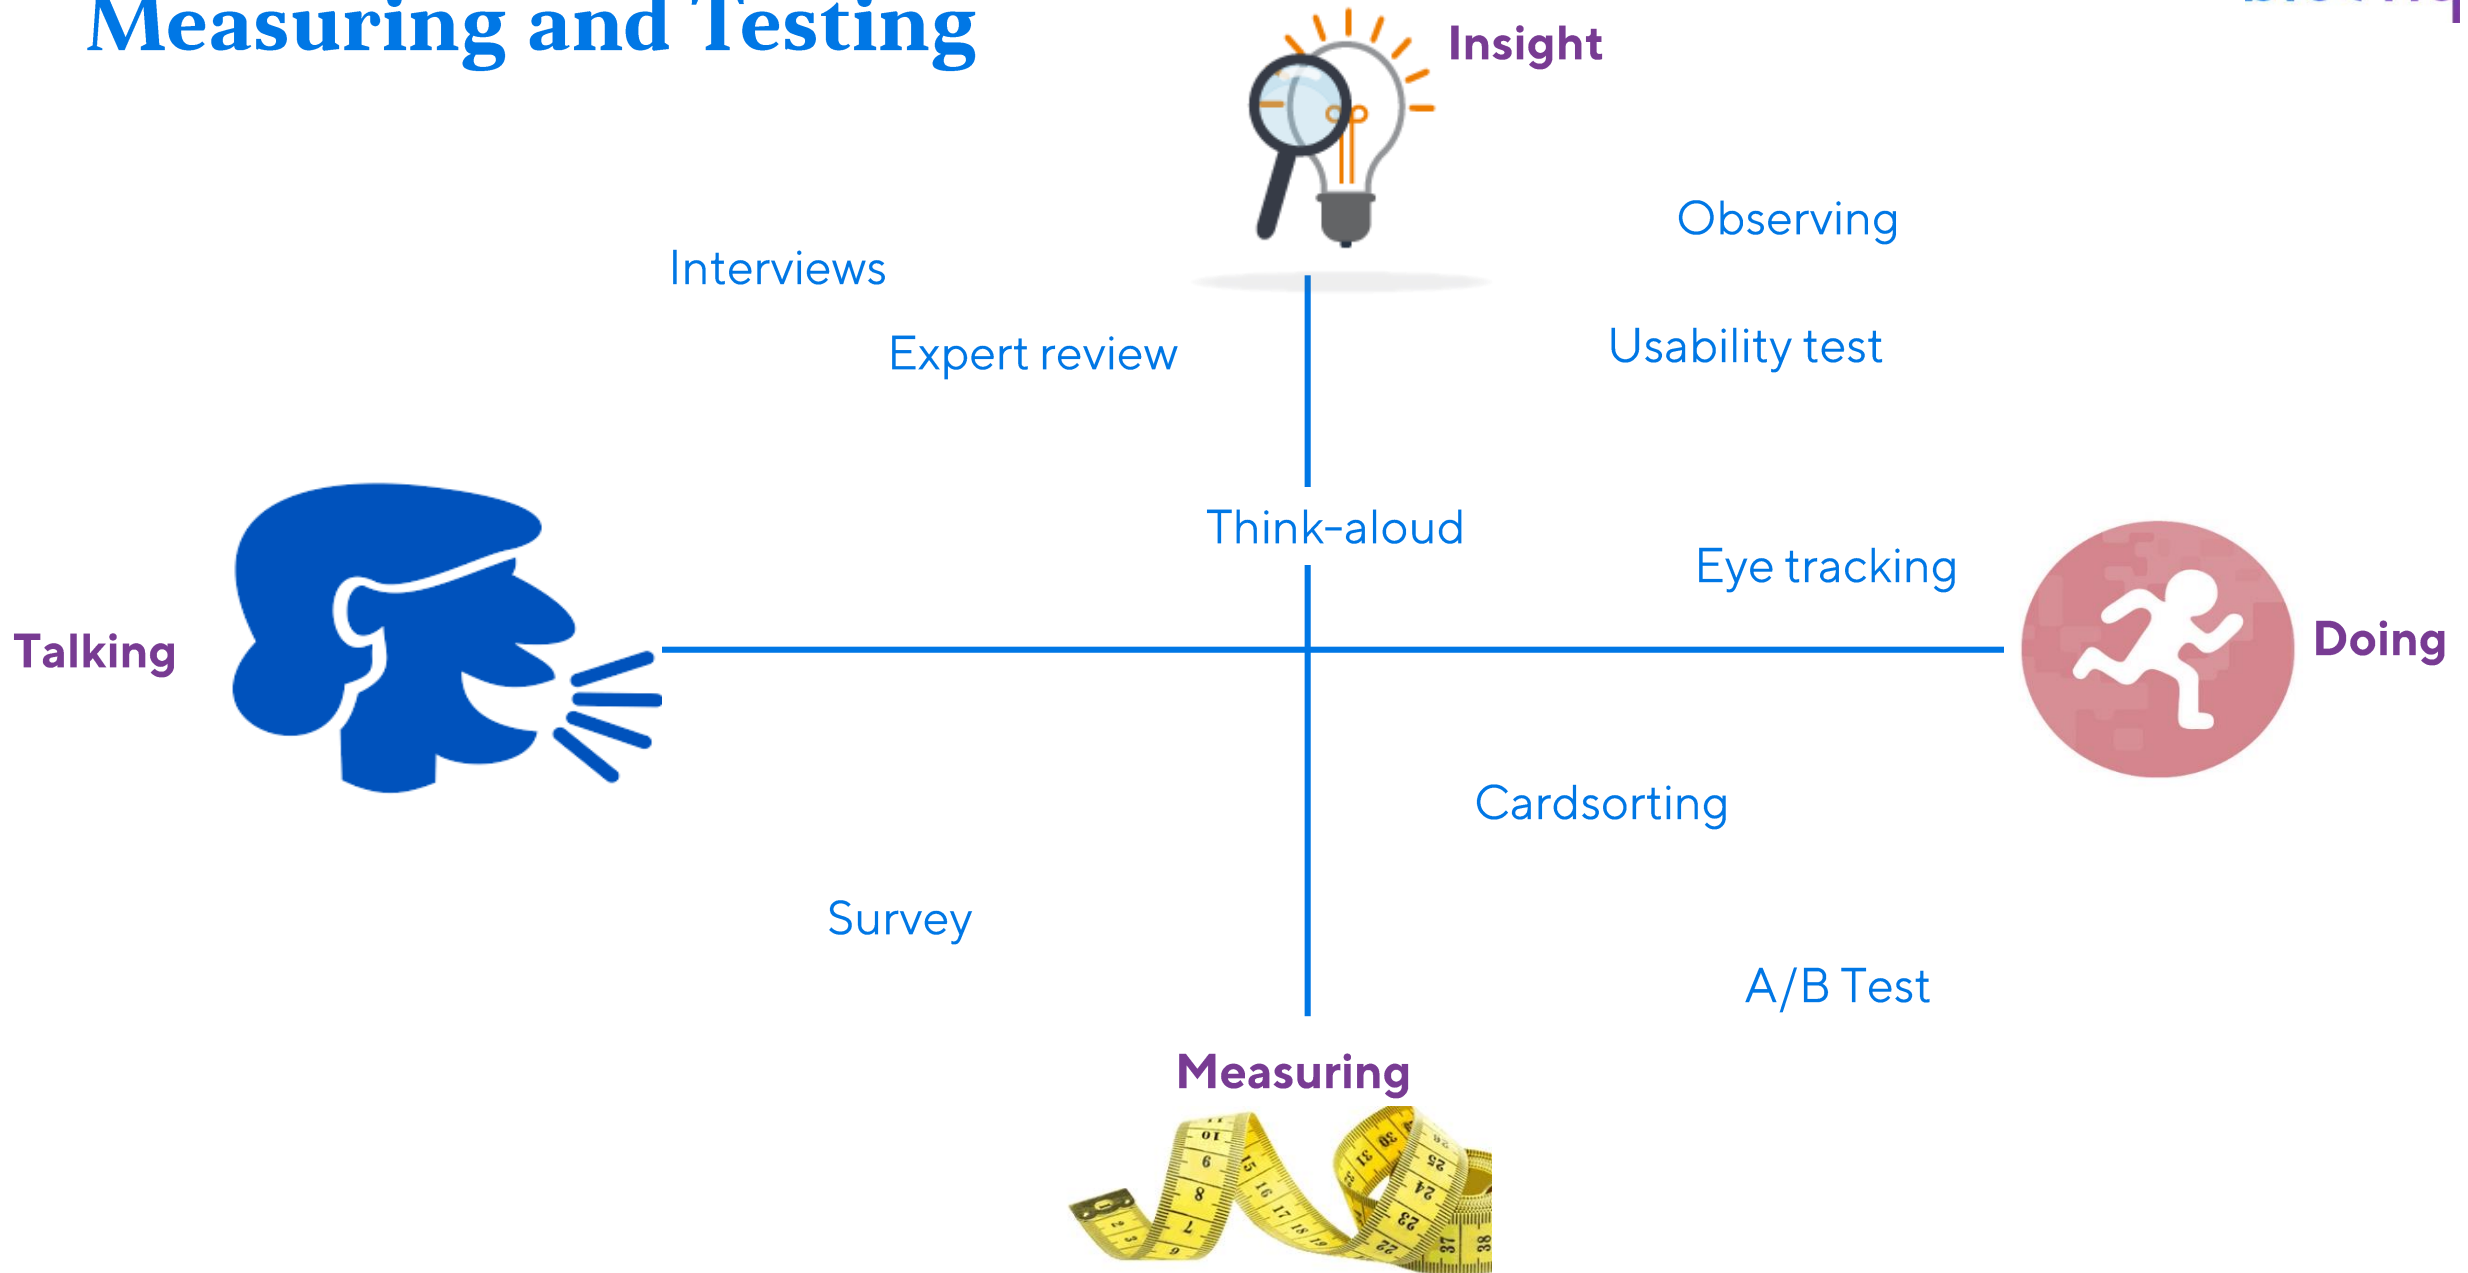 Measuring and Testing
Insight
Observing
Interviews
Usability test
Expert review
Think-aloud
Eye tracking
Talking
Doing
Cardsorting
Survey
A/B Test
Measuring